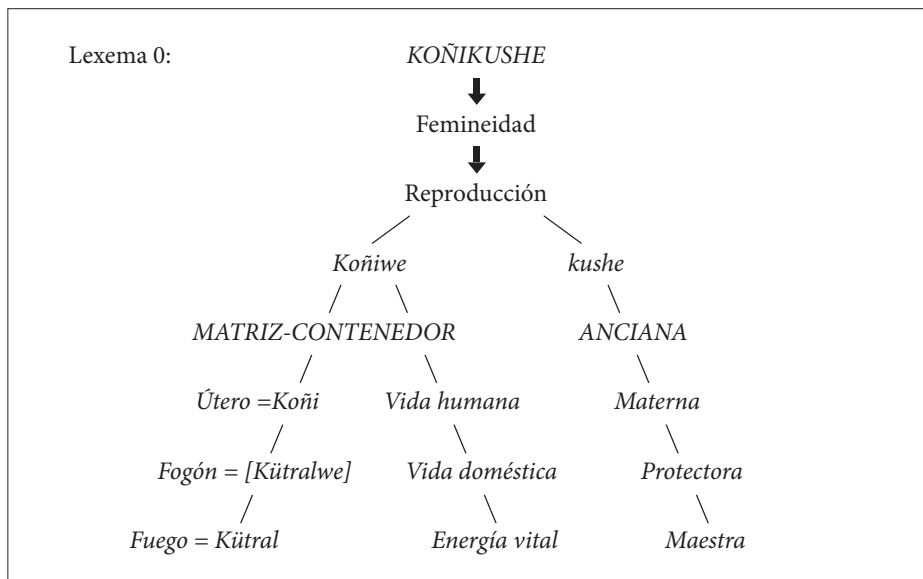 Lexema 0: KOÑIKUSHE
Femineidad
Reproducción
Koñiwe kushe
MATRIZ-CONTENEDOR ANCIANA
Útero =Koñi Vida humana Materna
Fogón = [Kütralwe] Vida doméstica Protectora
Fuego = Kütral Energía vital Maestra